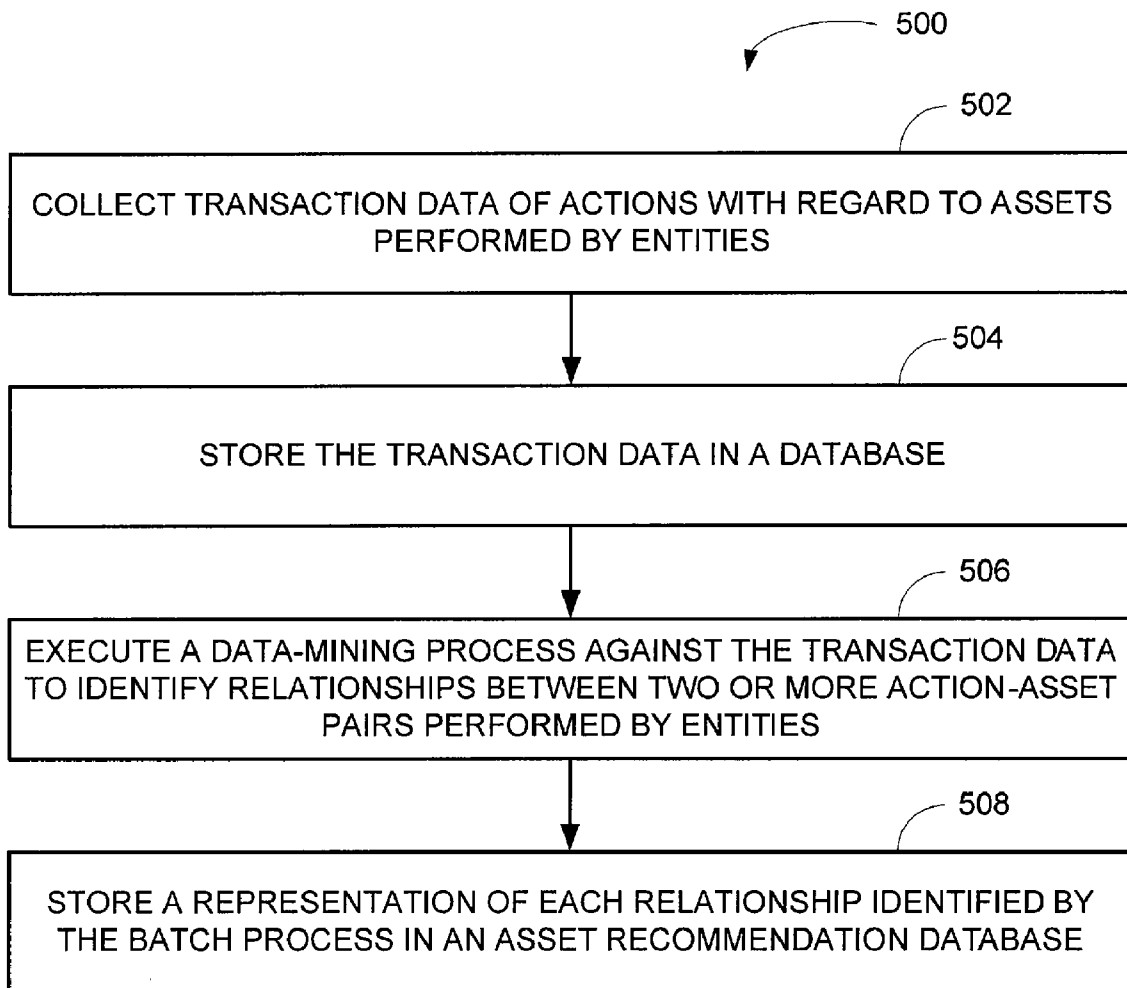 500
502
COLLECT TRANSACTION DATA OF ACTIONS WITH REGARD TO ASSETS
PERFORMED BY ENTITIES
504
STORE THE TRANSACTION DATA IN A DATABASE
506
EXECUTE A DATA-MINING PROCESS AGAINST THE TRANSACTION DATA
TO IDENTIFY RELATIONSHIPS BETWEEN TWO OR MORE ACTION-ASSET
PAIRS PERFORMED BY ENTITIES
508
STORE A REPRESENTATION OF EACH RELATIONSHIP IDENTIFIED BY
THE BATCH PROCESS IN AN ASSET RECOMMENDATION DATABASE